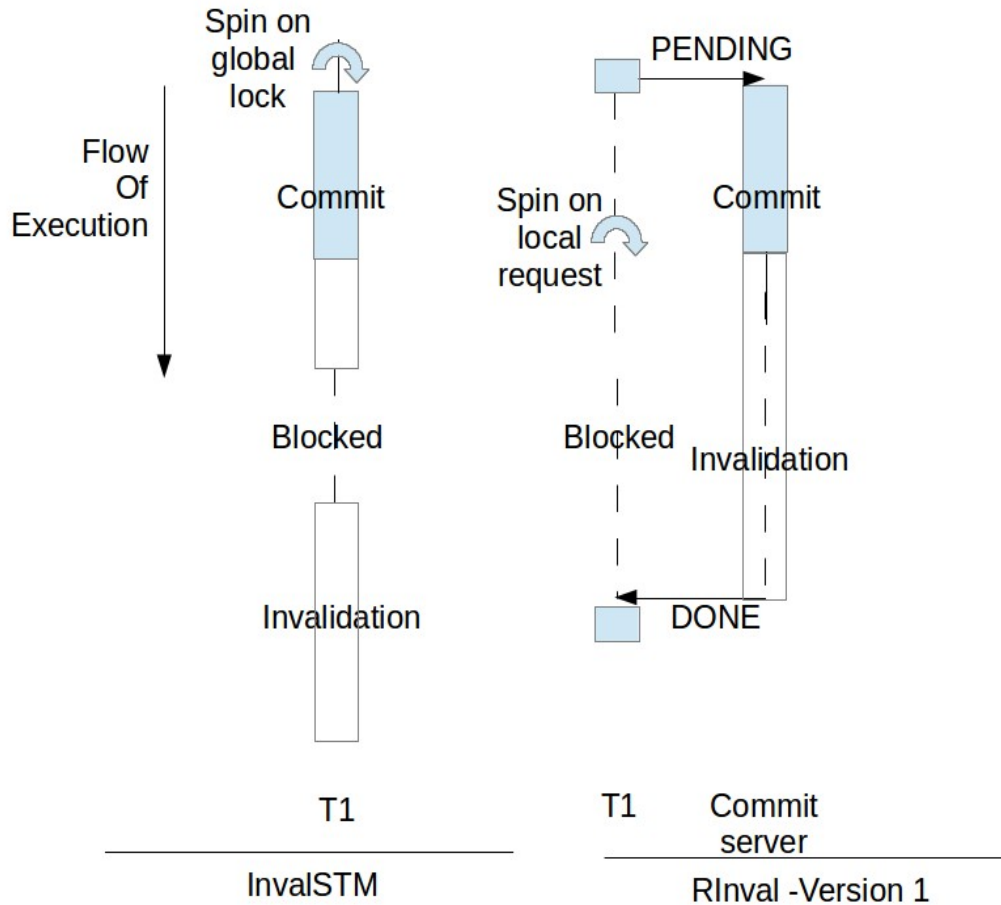 Spin on
global
lock
Flow
Of
Execution
Commit
Blocked
Invalidation
T1
InvalSTM
PENDING
Commit
Spin on
local
request
Blocked
Invalidation
DONE
T1
Commit
server
RInval -Version 1